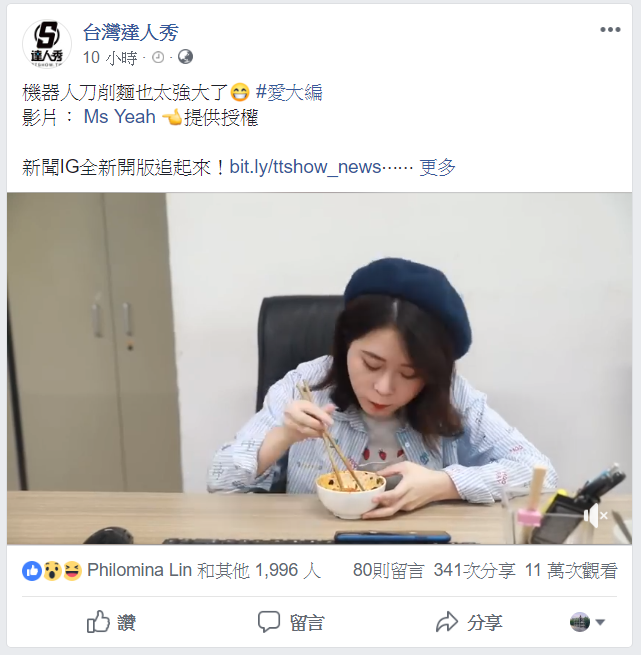 台灣達人秀
10 小時
機器人刀削麵也太強大了😁 #愛大編
影片： Ms Yeah 👈提供授權
新聞IG全新開版追起來！bit.ly/ttshow_news…… 更多
Philomina Lin 和其他 1,996 人 80則留言 341次分享 11 萬次觀看
讚 留言 分享